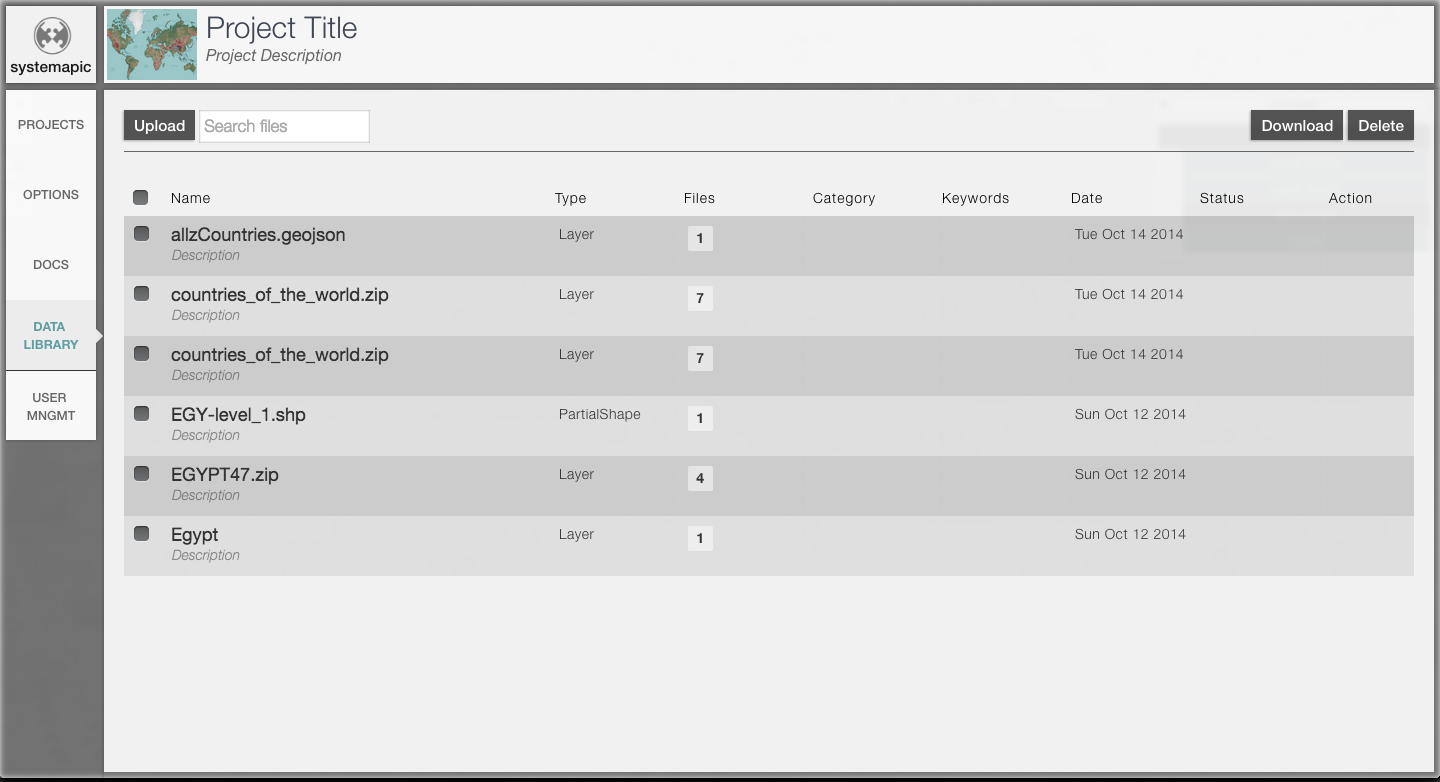 systemapic
Project Title
Project Description
PROJECTS
OPTIONS
DOCS
DATA
LIBRARY
USER
MNGMT
Upload Search files Download Delete
Name Type Files Category Keywords Date Status Action
allzCountries.geojson Layer 1 Tue Oct 14 2014
Description
countries_of_the_world.zip Layer 7 Tue Oct 14 2014
Description
countries_of_the_world.zip Layer 7 Tue Oct 14 2014
Description
EGY-level_1.shp PartialShape 1 Sun Oct 12 2014
Description
EGYPT47.zip Layer 4 Sun Oct 12 2014
Description
Egypt Layer 1 Sun Oct 12 2014
Description